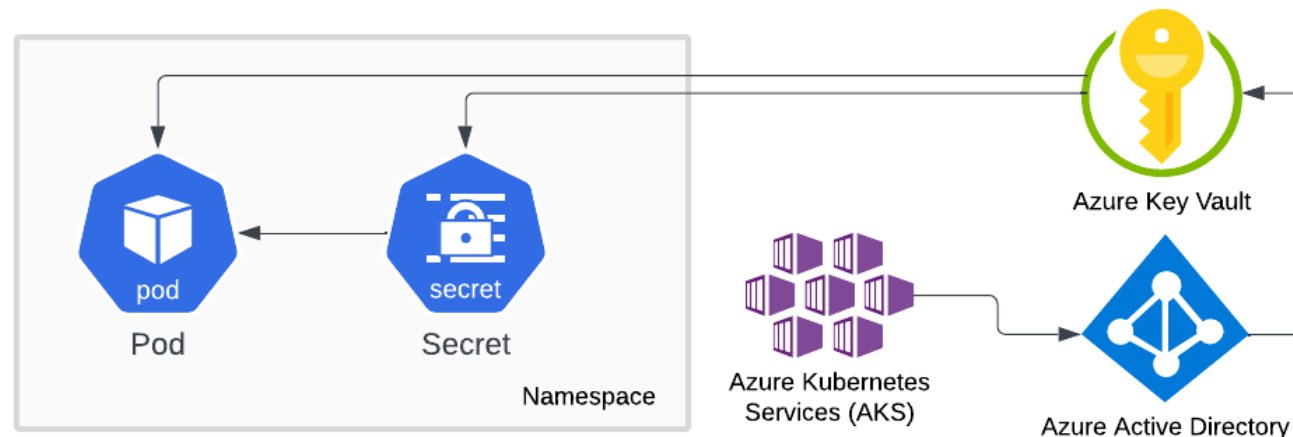 pod
secret
Pod
Secret
Namespace
Azure Key Vault
Azure Kubernetes
Services (AKS)
Azure Active Directory